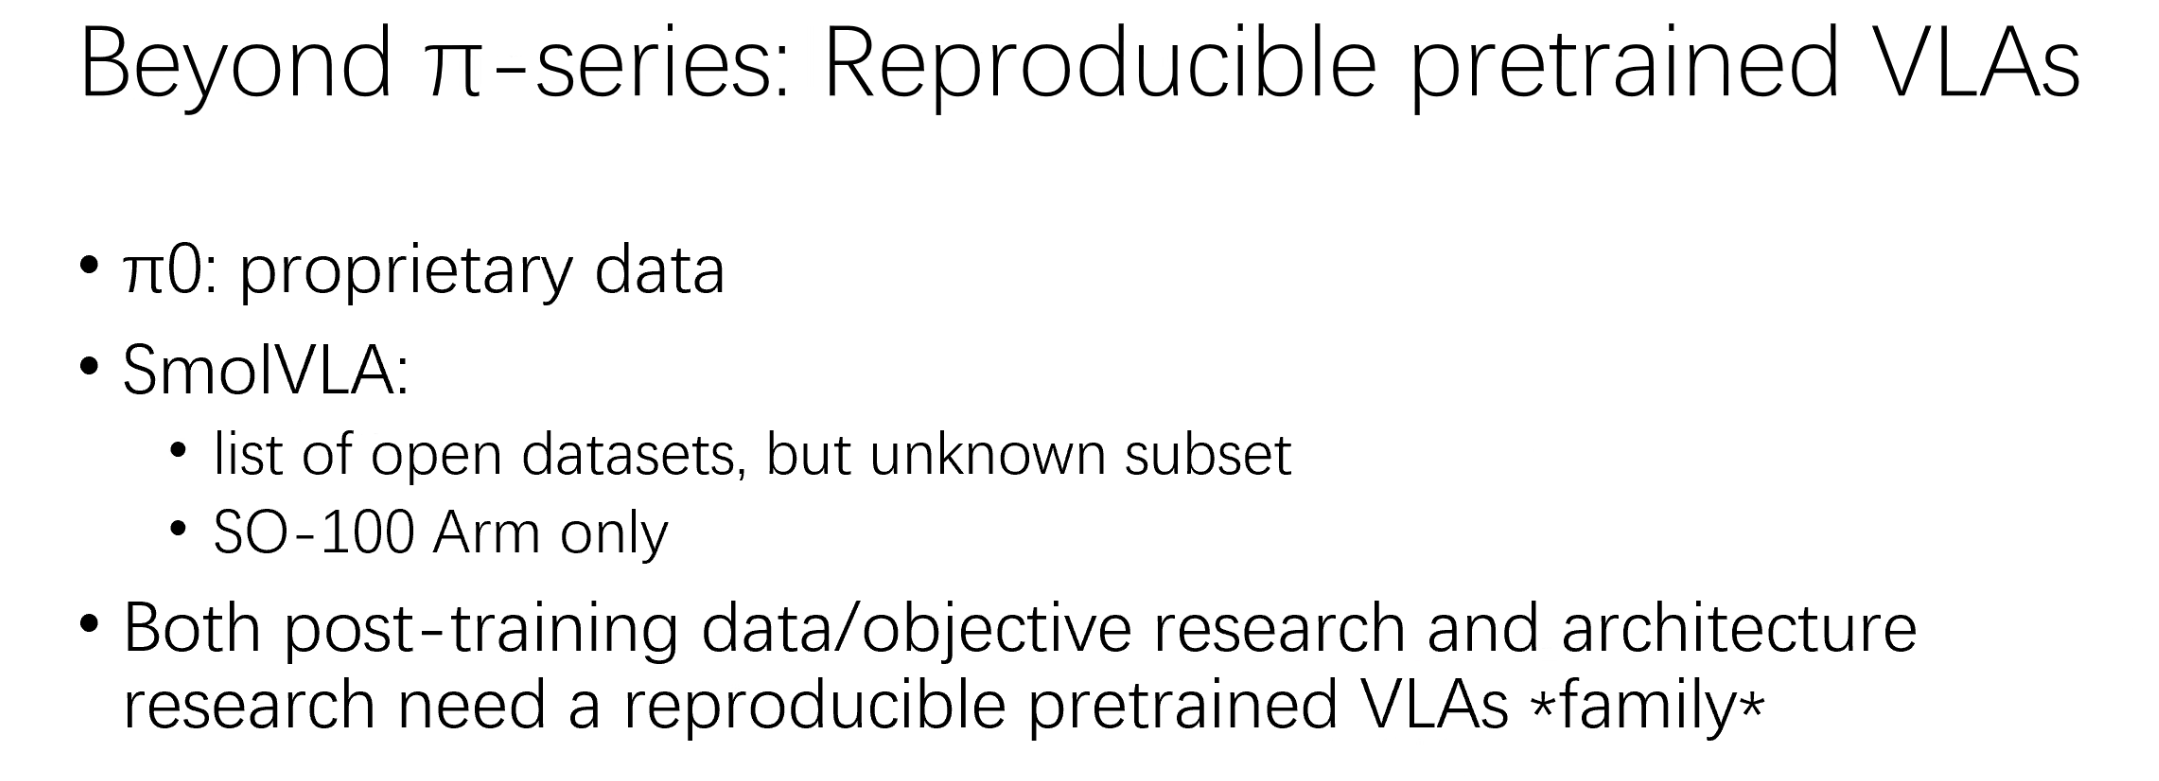 Beyond π-series: Reproducible pretrained VLAs
• π0: proprietary data
• SmolVLA:
• list of open datasets, but unknown subset
• SO-100 Arm only
• Both post-training data/objective research and architecture
research need a reproducible pretrained VLAs *family*